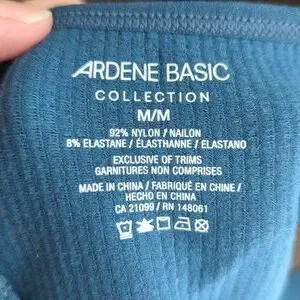 ARDENE BASIC
COLLECTION
M/M
92% NYLON / NAILON
8% ELASTANE / ÉLASTHANNE / ELASTANO
EXCLUSIVE OF TRIMS
GARNITURES NON COMPRISES
MADE IN CHINA / FABRIQUÉ EN CHINE /
HECHO EN CHINA
CA 21099 / RN 148061